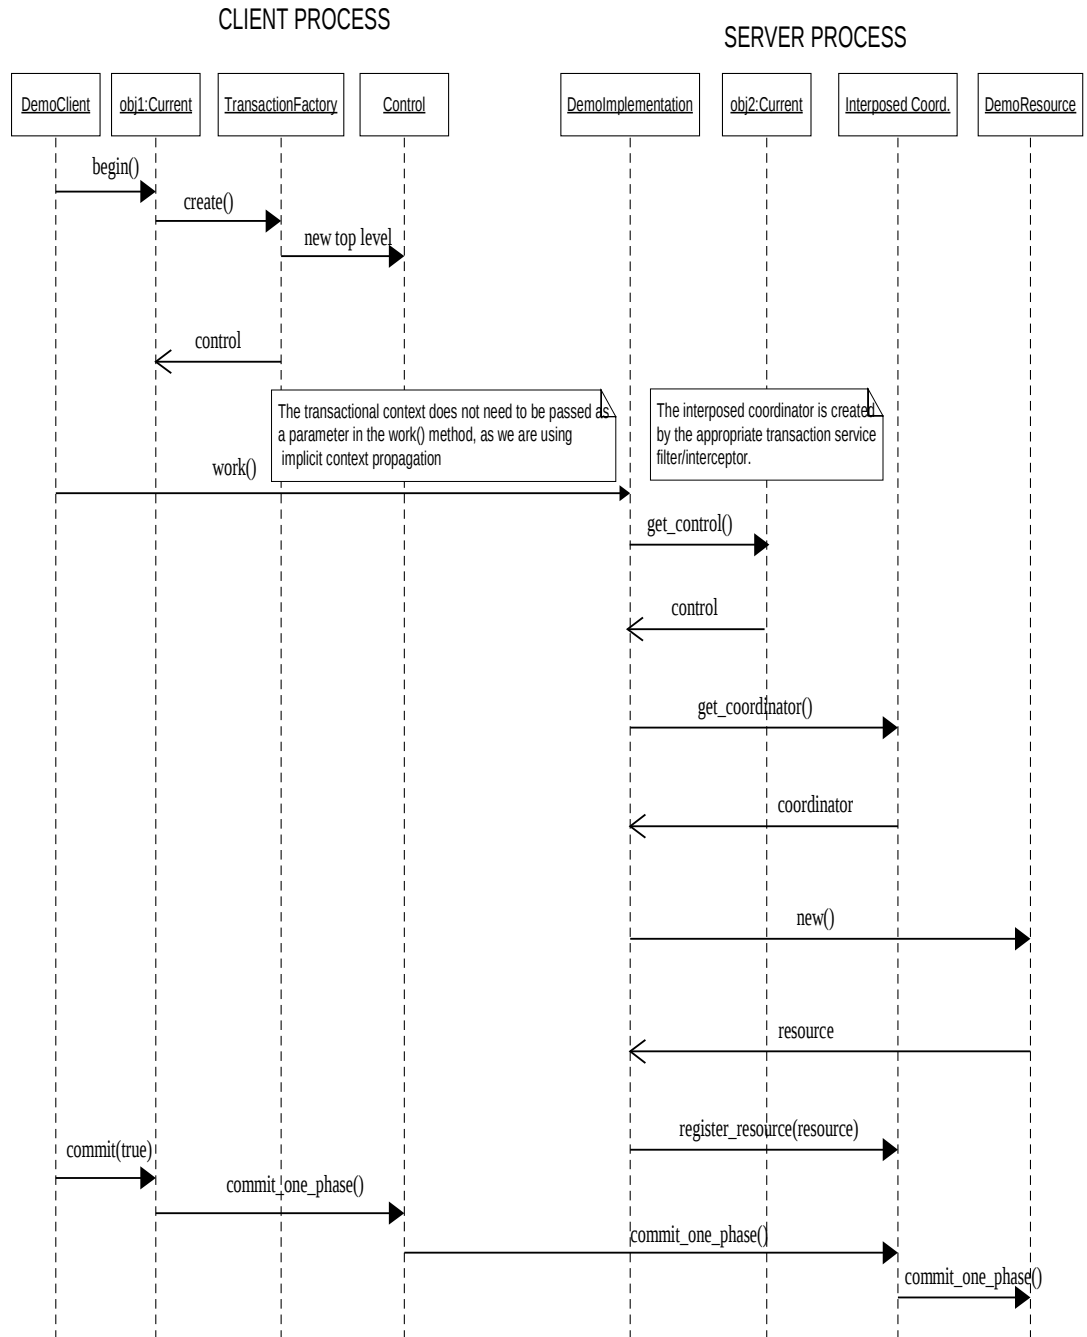 CLIENT PROCESS
SERVER PROCESS
DemoClient
obj1:Current
TransactionFactory
Control
DemoImplementation
obj2:Current
Interposed Coord.
DemoResource
begin()
create()
new top level
control
The transactional context does not need to be passed as
a parameter in the work() method, as we are using
implicit context propagation
The interposed coordinator is created
by the appropriate transaction service
filter/interceptor.
work()
get_control()
control
get_coordinator()
coordinator
new()
resource
register_resource(resource)
commit(true)
commit_one_phase()
commit_one_phase()
commit_one_phase()